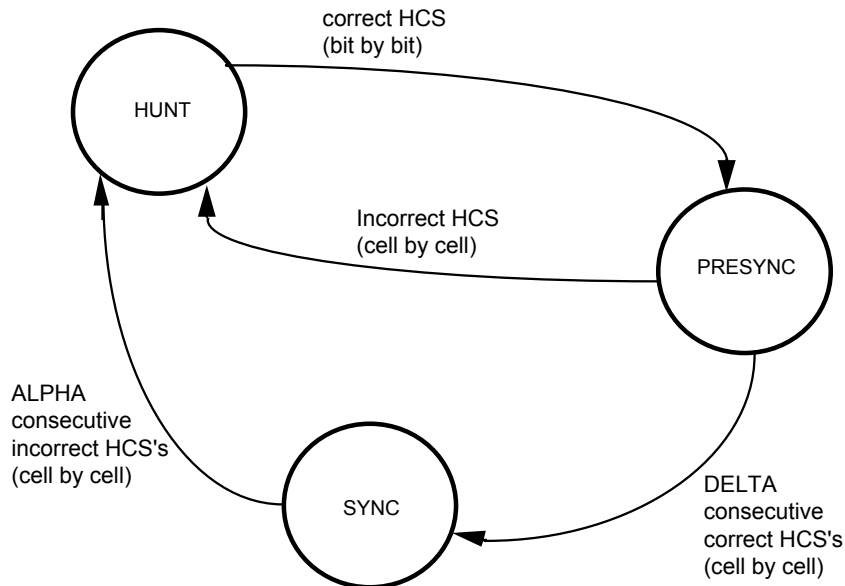 correct HCS
(bit by bit)
HUNT
Incorrect HCS
(cell by cell)
PRESYNC
ALPHA
consecutive
incorrect HCS's
(cell by cell)
SYNC
DELTA
consecutive
correct HCS's
(cell by cell)